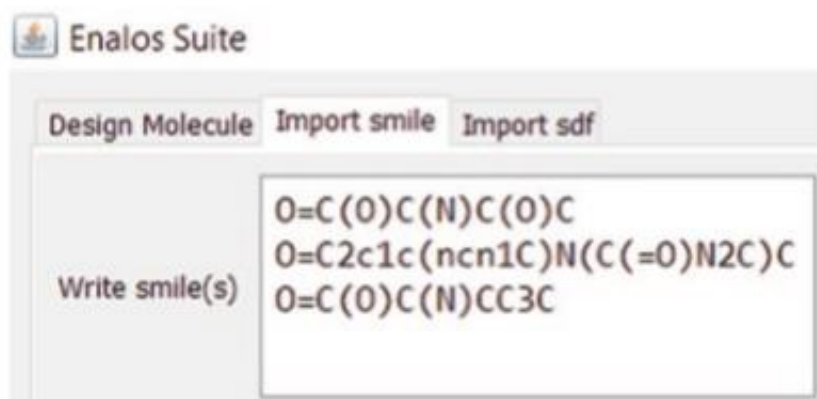 Enalos Suite
Design Molecule Import smile Import sdf
O=C(O)C(N)C(O)C
O=C2c1c(ncn1C)N(C(=O)N2C)C
Write smile(s)
O=C(O)C(N)CC3C